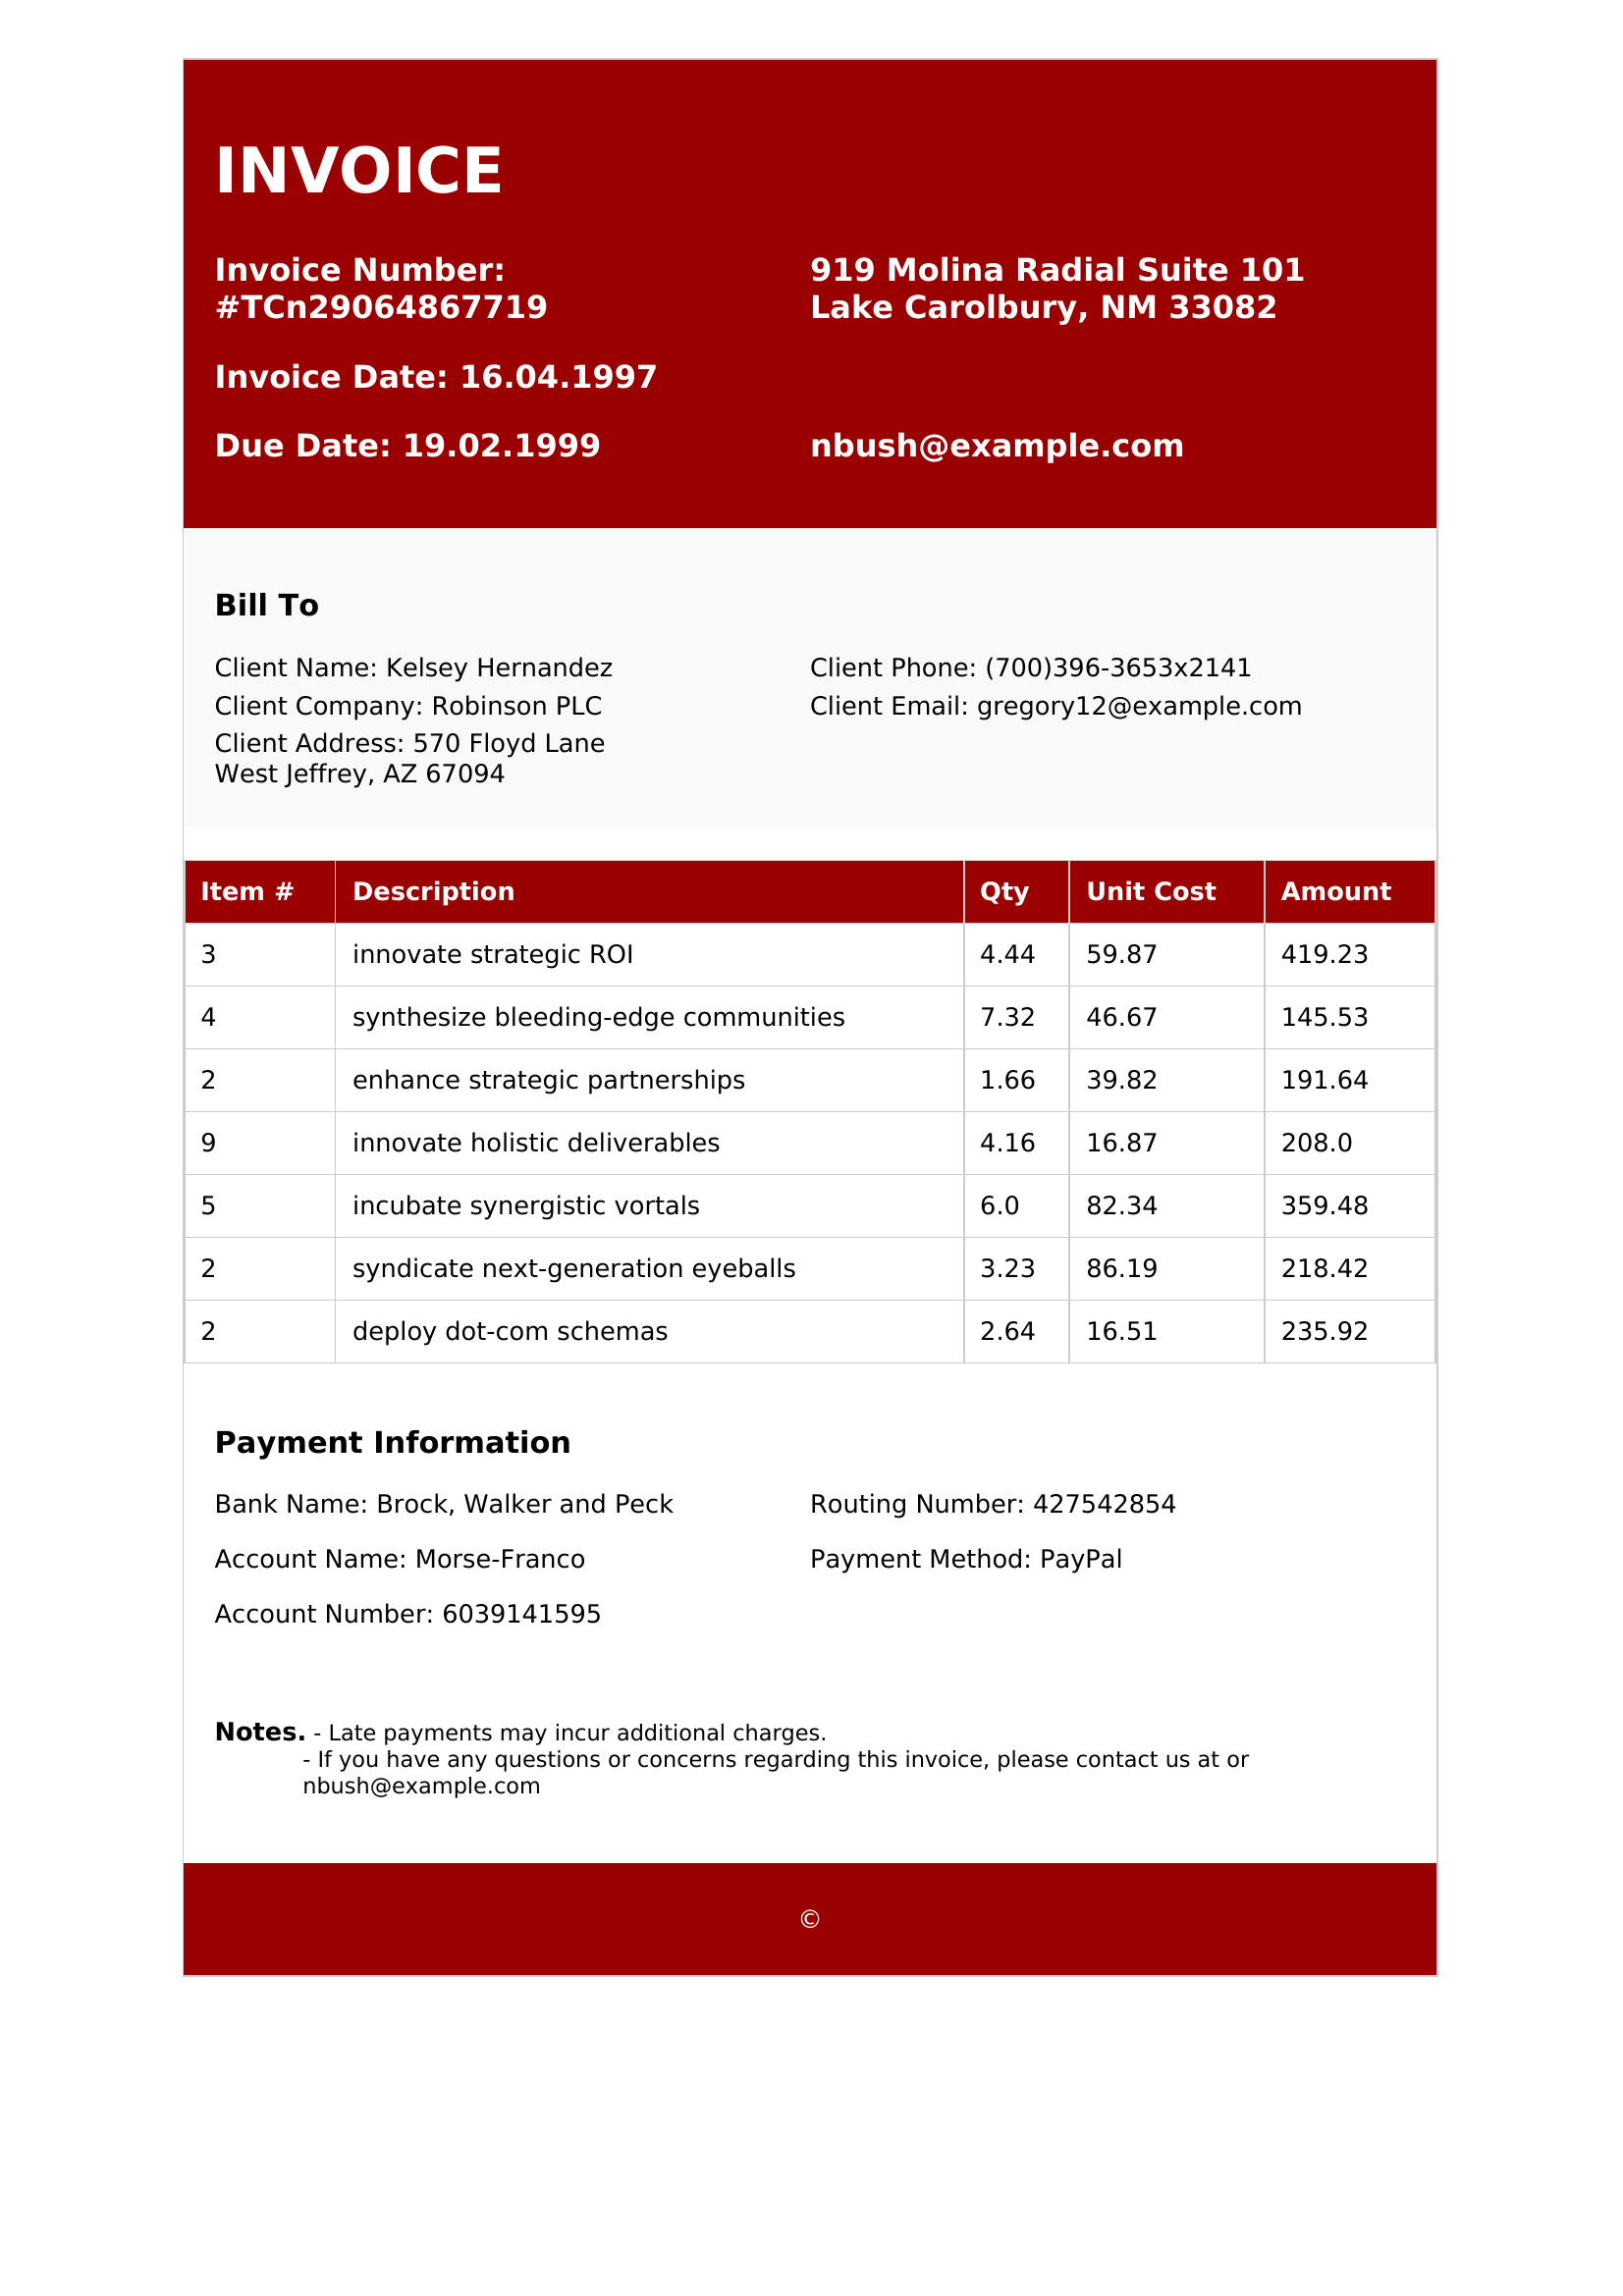 INVOICE
Invoice Number:
#TCn29064867719
919 Molina Radial Suite 101
Lake Carolbury, NM 33082
Invoice Date: 16.04.1997
Due Date: 19.02.1999
nbush@example.com
Bill To
Client Name: Kelsey Hernandez
Client Company: Robinson PLC
Client Address: 570 Floyd Lane
West Jeffrey, AZ 67094
Client Phone: (700)396-3653x2141
Client Email: gregory12@example.com
Item # Description Qty Unit Cost Amount
3 innovate strategic ROI 4.44 59.87 419.23
4 synthesize bleeding-edge communities 7.32 46.67 145.53
2 enhance strategic partnerships 1.66 39.82 191.64
9 innovate holistic deliverables 4.16 16.87 208.0
5 incubate synergistic vortals 6.0 82.34 359.48
2 syndicate next-generation eyeballs 3.23 86.19 218.42
2 deploy dot-com schemas 2.64 16.51 235.92
Payment Information
Bank Name: Brock, Walker and Peck
Account Name: Morse-Franco
Account Number: 6039141595
Routing Number: 427542854
Payment Method: PayPal
Notes. - Late payments may incur additional charges.
- If you have any questions or concerns regarding this invoice, please contact us at or
nbush@example.com
©